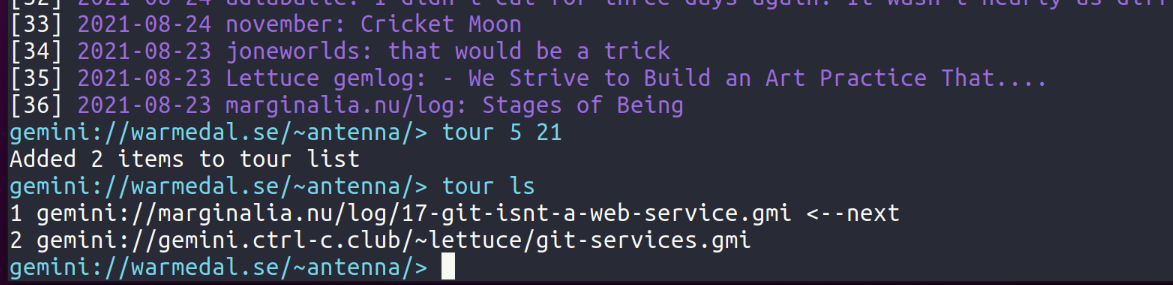 [33] 2021-08-24 november: Cricket Moon
[34] 2021-08-23 joneworlds: that would be a trick
[35] 2021-08-23 Lettuce gemlog: - We Strive to Build an Art Practice That....
[36] 2021-08-23 marginalia.nu/log: Stages of Being
gemini://warmedal.se/~antenna/> tour 5 21
Added 2 items to tour list
gemini://warmedal.se/~antenna/> tour ls
1 gemini://marginalia.nu/log/17-git-isnt-a-web-service.gmi <--next
2 gemini://gemini.ctrl-c.club/~lettuce/git-services.gmi
gemini://warmedal.se/~antenna/>